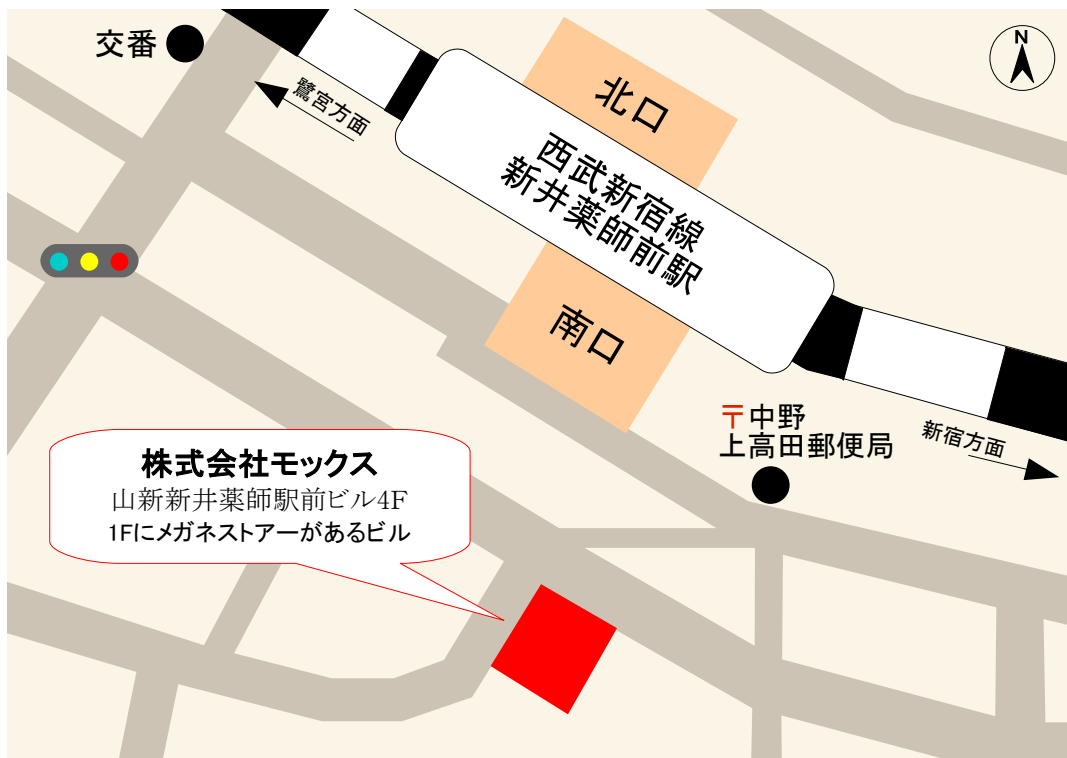 交番
N
鷺宮方面
北口
西武新宿線
新井薬師前駅
南口
〒中野
上高田郵便局
新宿方面
株式会社モックス
山新新井薬師駅前ビル4F
1Fにメガネストアーがあるビル